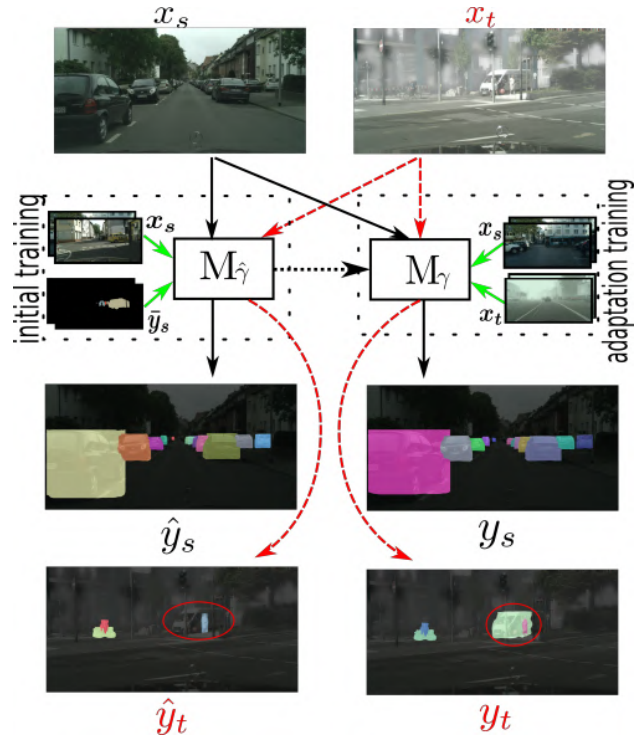 x_s
x_t
initial training
x_s
ȳ_s
M_γ̂
M_γ
x_s
x_t
adaptation training
ŷ_s
y_s
ŷ_t
y_t